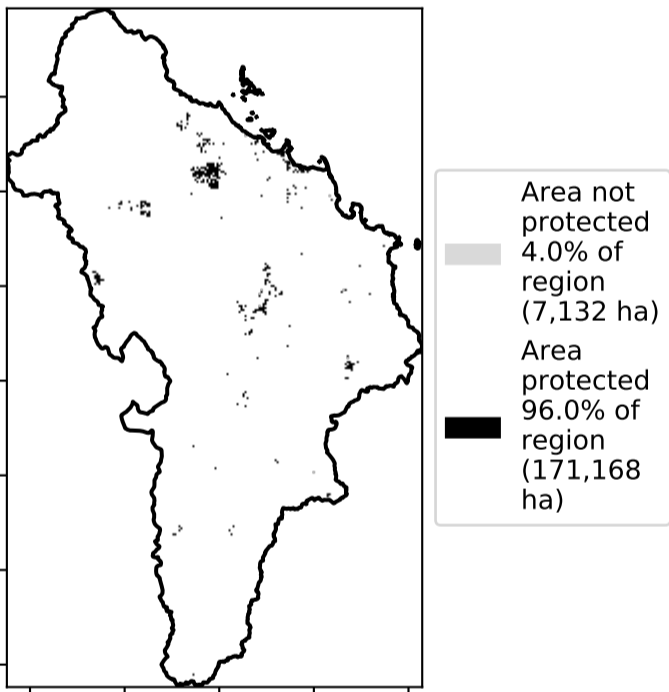 Area not
protected
4.0% of
region
(7,132 ha)
Area
protected
96.0% of
region
(171,168
ha)